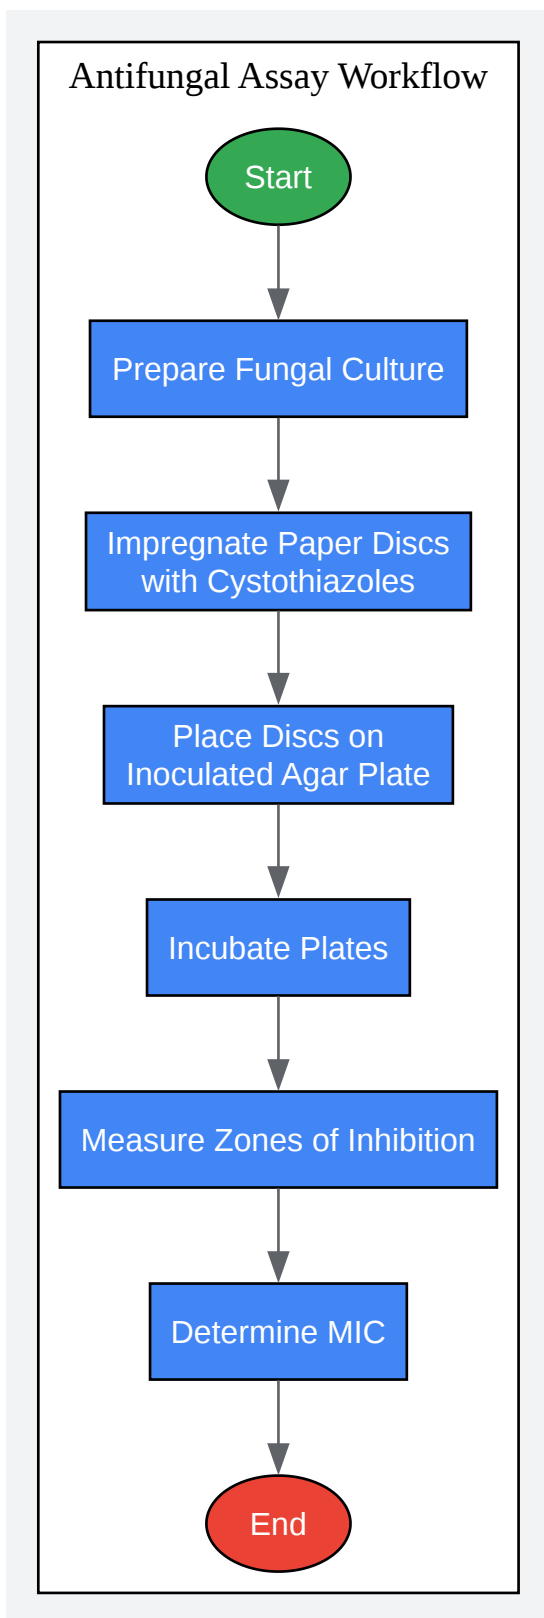 Antifungal Assay Workflow
Start
Prepare Fungal Culture
Impregnate Paper Discs
with Cystothiazoles
Place Discs on
Inoculated Agar Plate
Incubate Plates
Measure Zones of Inhibition
Determine MIC
End